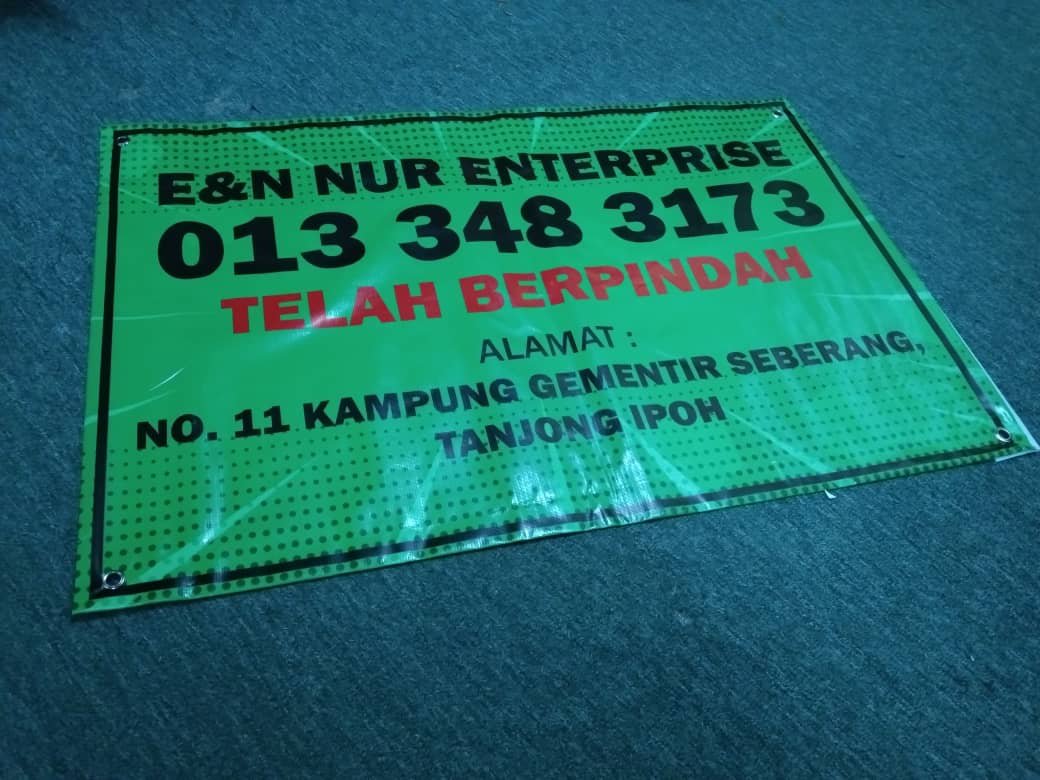 E&N NUR ENTERPRISE
013 348 3173
TELAH BERPINDAH
ALAMAT :
NO. 11 KAMPUNG GEMENTIR SEBERANG,
TANJONG IPOH